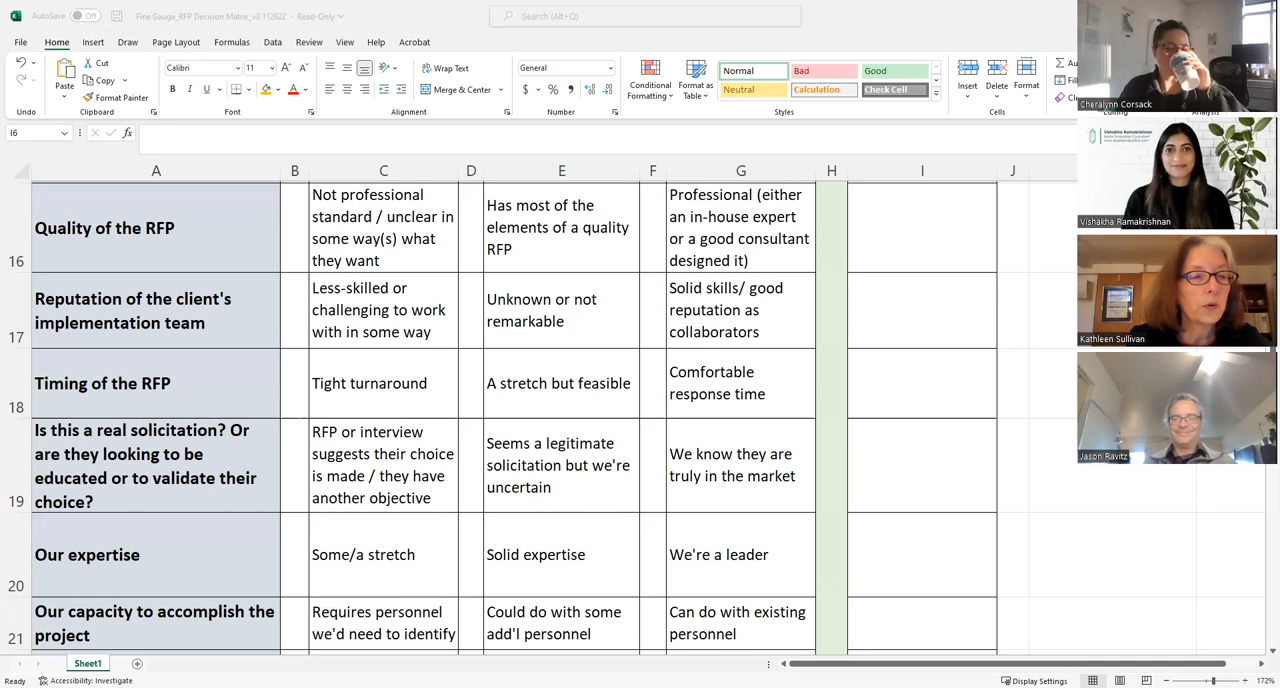 AutoSave Off Fine Gauge_RFP Decision Matrix_v3 112822 - Read-Only Search (Alt+Q)
File Home Insert Draw Page Layout Formulas Data Review View Help Acrobat
Undo
Paste
Cut
Copy
Format Painter
Clipboard
Calibri 11
B I U
Font
Wrap Text
Merge & Center
Alignment
General
$ % 9
Number
Conditional
Formatting
Format as
Table
Normal Bad Good
Neutral Calculation Check Cell
Styles
Insert Delete Format
Cells
I6
fx
A B C D E F G H I J
16
Quality of the RFP
Not professional
standard / unclear in
some way(s) what
they want
Has most of the
elements of a quality
RFP
Professional (either
an in-house expert
or a good consultant
designed it)
17
Reputation of the client's
implementation team
Less-skilled or
challenging to work
with in some way
Unknown or not
remarkable
Solid skills/ good
reputation as
collaborators
18
Timing of the RFP
Tight turnaround
A stretch but feasible
Comfortable
response time
19
Is this a real solicitation? Or
are they looking to be
educated or to validate their
choice?
RFP or interview
suggests their choice
is made / they have
another objective
Seems a legitimate
solicitation but we're
uncertain
We know they are
truly in the market
20
Our expertise
Some/a stretch
Solid expertise
We're a leader
21
Our capacity to accomplish the
project
Requires personnel
we'd need to identify
Could do with some
add'l personnel
Can do with existing
personnel
Sheet1
Ready Accessibility: Investigate Display Settings 172%
Cheralynn Corsack
Vishakha Ramakrishnan
Vishakha Ramakrishnan
Kathleen Sullivan
Jason Ravitz